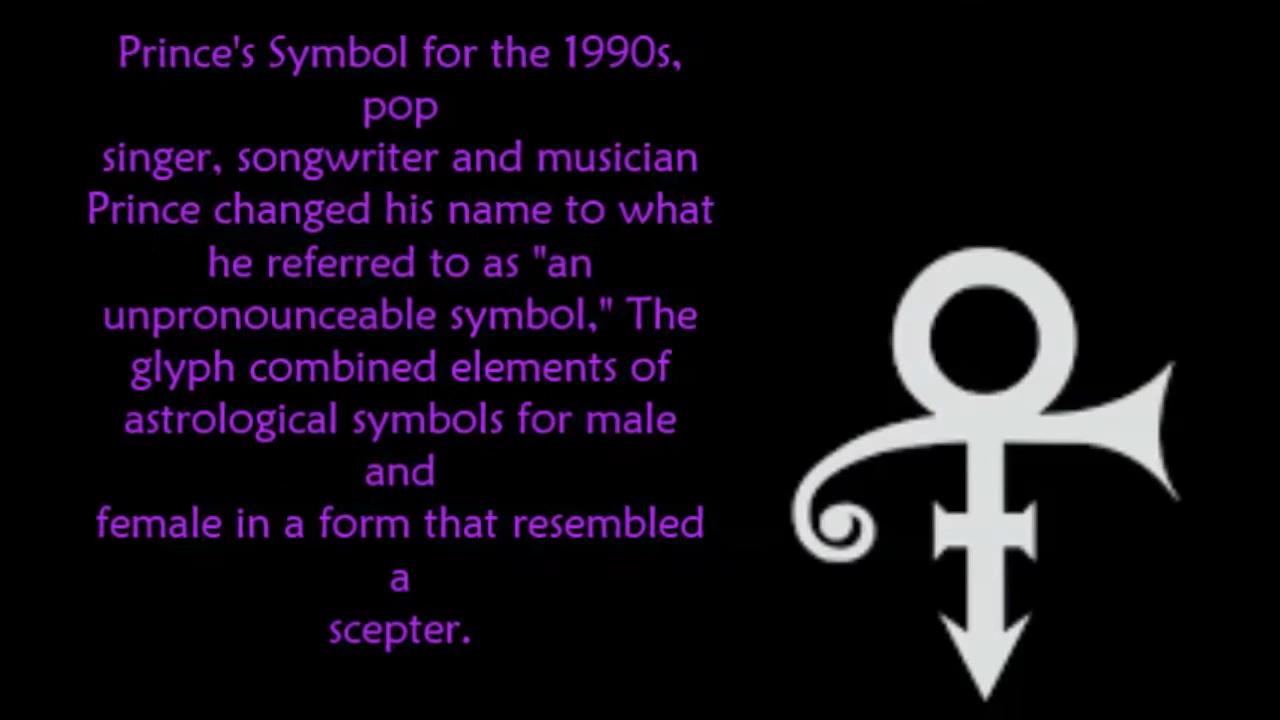 Prince's Symbol for the 1990s,
pop
singer, songwriter and musician
Prince changed his name to what
he referred to as "an
unpronounceable symbol," The
glyph combined elements of
astrological symbols for male
and
female in a form that resembled
a
scepter.